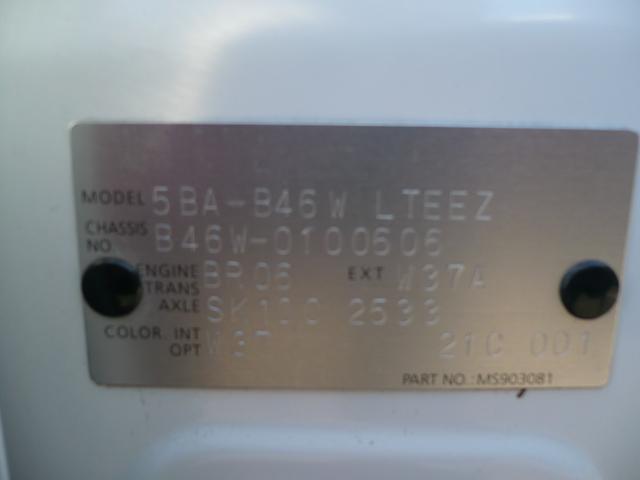 MODEL 5BA-B46W LTEEZ
CHASSIS NO. B46W-0100606
ENGINE BR06 EXT W37A
TRANS AXLE SK100 2533
COLOR. INT W37
OPT 21C 001
PART NO.: MS903081